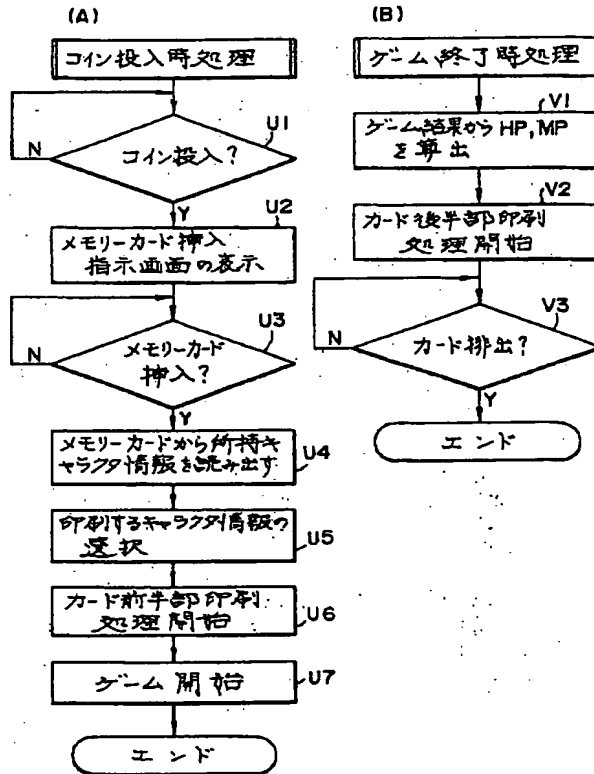 (A)
コイン投入時処理
U1
コイン投入?
N
Y
U2
メモリーカード挿入
指示画面の表示
U3
メモリーカード
挿入?
N
Y
メモリーカードから所持キ
ャラクタ情報を読み出す
U4
印刷するキャラクタ情報の
選択
U5
カード前半部印刷
処理開始
U6
ゲーム開始
U7
エンド
(B)
ゲーム終了時処理
V1
ゲーム結果からHP,MP
を算出
V2
カード後半部印刷
処理開始
V3
カード排出?
N
Y
エンド